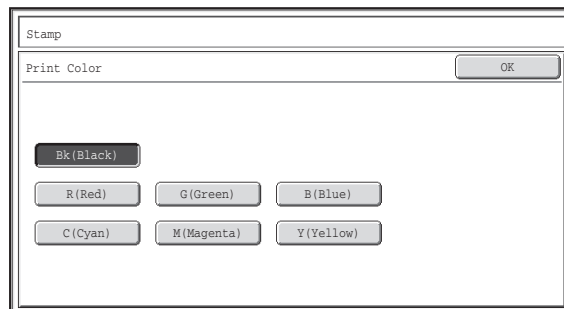 Stamp
Print Color OK
Bk(Black)
R(Red) G(Green) B(Blue)
C(Cyan) M(Magenta) Y(Yellow)